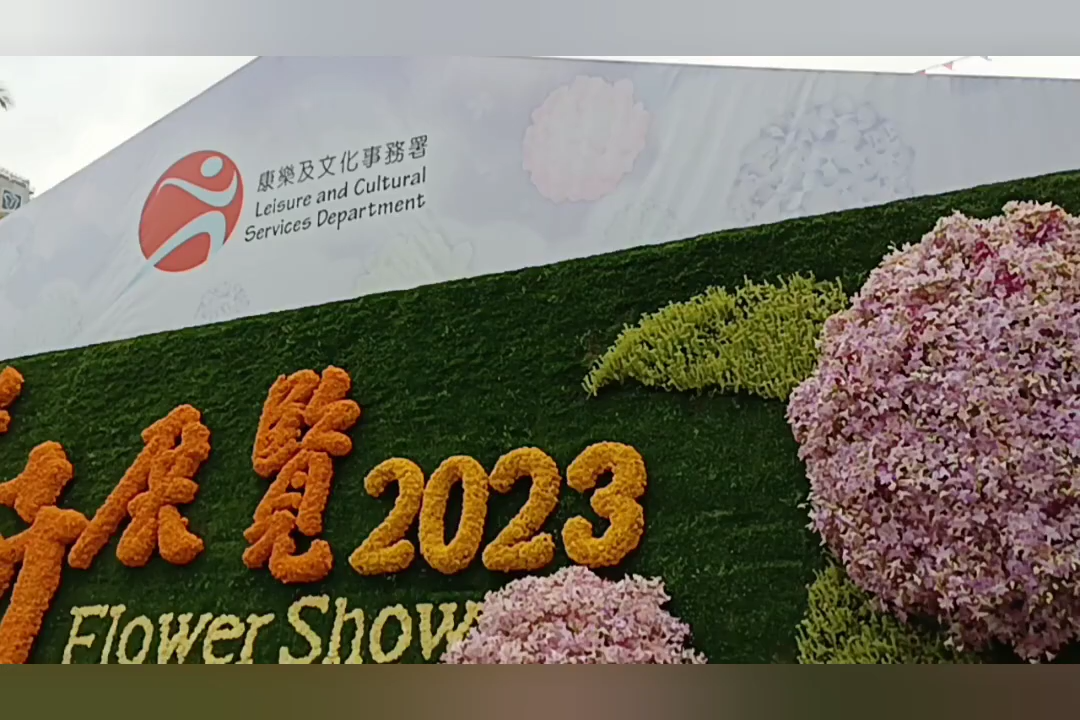 康樂及文化事務署
Leisure and Cultural
Services Department
展覽2023
Flower Show